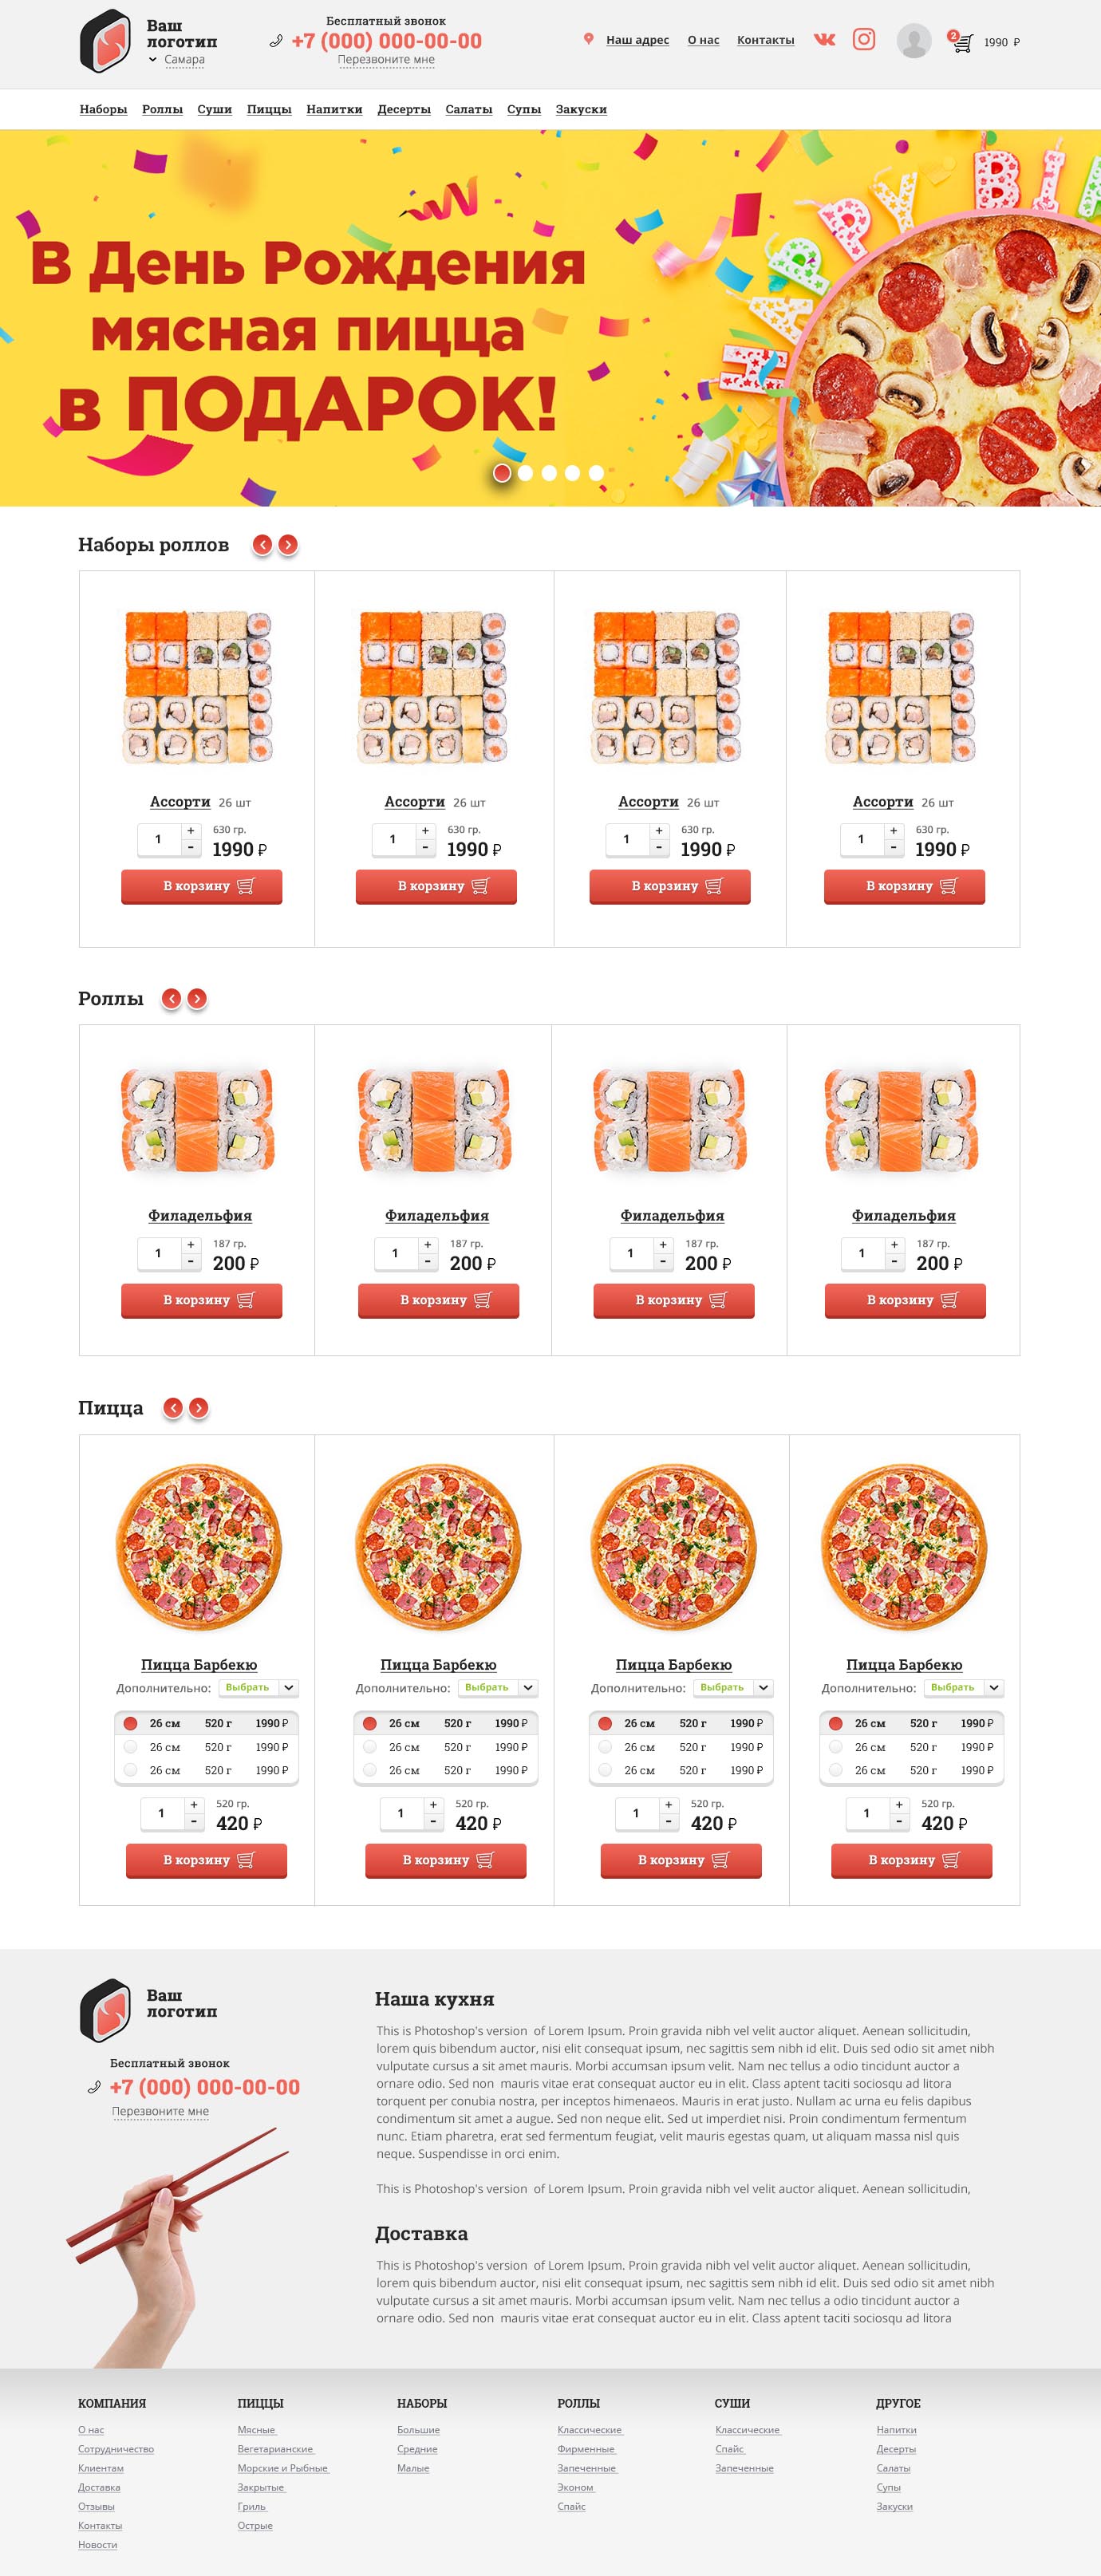 Ваш
логотип
Самара
Бесплатный звонок
+7 (000) 000-00-00
Перезвоните мне
Наш адрес О нас Контакты
2
1990 ₽
Наборы Роллы Суши Пиццы Напитки Десерты Салаты Супы Закуски
В День Рождения
мясная пицца
в ПОДАРОК!
HAPPY BI
Наборы роллов
Ассорти 26 шт Ассорти 26 шт Ассорти 26 шт Ассорти 26 шт
630 гр. 630 гр. 630 гр. 630 гр.
1 + - 1990 ₽ 1 + - 1990 ₽ 1 + - 1990 ₽ 1 + - 1990 ₽
В корзину В корзину В корзину В корзину
Роллы
Филадельфия Филадельфия Филадельфия Филадельфия
187 гр. 187 гр. 187 гр. 187 гр.
1 + - 200 ₽ 1 + - 200 ₽ 1 + - 200 ₽ 1 + - 200 ₽
В корзину В корзину В корзину В корзину
Пицца
Пицца Барбекю Пицца Барбекю Пицца Барбекю Пицца Барбекю
Дополнительно: Выбрать Дополнительно: Выбрать Дополнительно: Выбрать Дополнительно: Выбрать
26 см 520 г 1990 ₽ 26 см 520 г 1990 ₽ 26 см 520 г 1990 ₽ 26 см 520 г 1990 ₽
26 см 520 г 1990 ₽ 26 см 520 г 1990 ₽ 26 см 520 г 1990 ₽ 26 см 520 г 1990 ₽
26 см 520 г 1990 ₽ 26 см 520 г 1990 ₽ 26 см 520 г 1990 ₽ 26 см 520 г 1990 ₽
520 гр. 520 гр. 520 гр. 520 гр.
1 + - 420 ₽ 1 + - 420 ₽ 1 + - 420 ₽ 1 + - 420 ₽
В корзину В корзину В корзину В корзину
Ваш
логотип
Бесплатный звонок
+7 (000) 000-00-00
Перезвоните мне
Наша кухня
This is Photoshop's version of Lorem Ipsum. Proin gravida nibh vel velit auctor aliquet. Aenean sollicitudin,
lorem quis bibendum auctor, nisi elit consequat ipsum, nec sagittis sem nibh id elit. Duis sed odio sit amet nibh
vulputate cursus a sit amet mauris. Morbi accumsan ipsum velit. Nam nec tellus a odio tincidunt auctor a
ornare odio. Sed non mauris vitae erat consequat auctor eu in elit. Class aptent taciti sociosqu ad litora
torquent per conubia nostra, per inceptos himenaeos. Mauris in erat justo. Nullam ac urna eu felis dapibus
condimentum sit amet a augue. Sed non neque elit. Sed ut imperdiet nisi. Proin condimentum fermentum
nunc. Etiam pharetra, erat sed fermentum feugiat, velit mauris egestas quam, ut aliquam massa nisl quis
neque. Suspendisse in orci enim.
This is Photoshop's version of Lorem Ipsum. Proin gravida nibh vel velit auctor aliquet. Aenean sollicitudin,
Доставка
This is Photoshop's version of Lorem Ipsum. Proin gravida nibh vel velit auctor aliquet. Aenean sollicitudin,
lorem quis bibendum auctor, nisi elit consequat ipsum, nec sagittis sem nibh id elit. Duis sed odio sit amet nibh
vulputate cursus a sit amet mauris. Morbi accumsan ipsum velit. Nam nec tellus a odio tincidunt auctor a
ornare odio. Sed non mauris vitae erat consequat auctor eu in elit. Class aptent taciti sociosqu ad litora
КОМПАНИЯ
О нас
Сотрудничество
Клиентам
Доставка
Отзывы
Контакты
Новости
ПИЦЦЫ
Мясные
Вегетарианские
Морские и Рыбные
Закрытые
Гриль
Острые
НАБОРЫ
Большие
Средние
Малые
РОЛЛЫ
Классические
Фирменные
Запеченные
Эконом
Спайс
СУШИ
Классические
Спайс
Запеченные
ДРУГОЕ
Напитки
Десерты
Салаты
Супы
Закуски